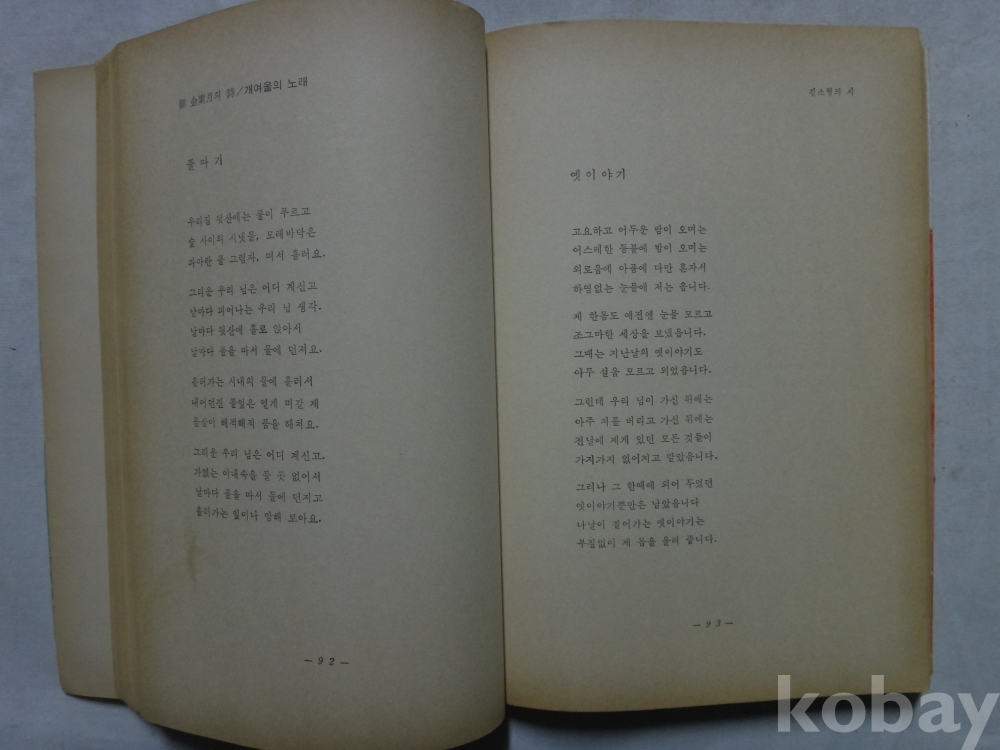 金素月의 詩/개여울의 노래
풀따기
우리집 뒷산에는 풀이 푸르고
숲 사이의 시냇물, 모래바닥은
파아란 풀 그림자, 떠서 흘러요.
그리운 우리 님은 어디 계신고
날마다 피어나는 우리 님 생각.
날마다 뒷산에 홀로 앉아서
날마다 풀을 따서 물에 던져요.
흘러가는 시내의 물에 흘러서
내어던진 풀잎은 옅게 떠갈 제
물살이 해적해적 품을 헤쳐요.
그리운 우리 님은 어디 계신고.
가엾는 이내속을 둘 곳 없어서
날마다 풀을 따서 물에 던지고
흘러가는 잎이나 맘해 보아요.
— 9 2 —
김소월의 시
옛이야기
고요하고 어두운 밤이 오며는
어스레한 등불에 밤이 오며는
외로움에 아픔에 다만 혼자서
하염없는 눈물에 저는 웁니다.
제 한몸도 예전엔 눈물 모르고
조그마한 세상을 보냈읍니다.
그때는 지난날의 옛이야기도
아무 설움 모르고 외었읍니다.
그런데 우리 님이 가신 뒤에는
아주 저를 버리고 가신 뒤에는
전날에 제게 있던 모든 것들이
가지가지 없어지고 말았읍니다.
그러나 그 한때에 외어 두었던
옛이야기뿐만은 남았읍니다
나날이 짙어가는 옛이야기는
부질없이 제 몸을 울려 줍니다.
— 9 3 —
kobay